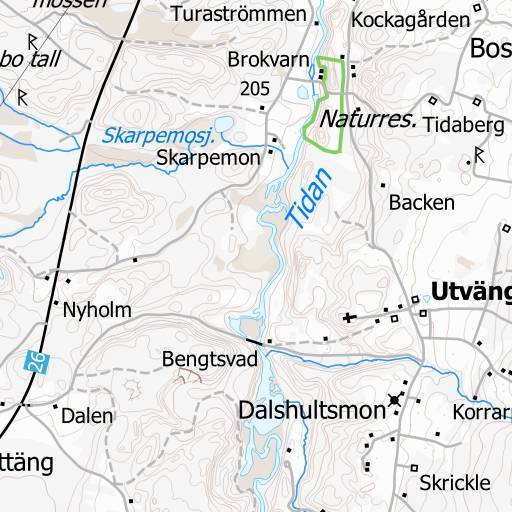 mossen
Turaströmmen
Kockagården
Bos
bo tall
Brokvarn
205
Naturres.
Tidaberg
Skarpemosj.
Skarpemon
Tidan
Backen
Utväng
Nyholm
26
Bengtsvad
Dalen
Dalshultsmon
Korrar
ttäng
Skrickle